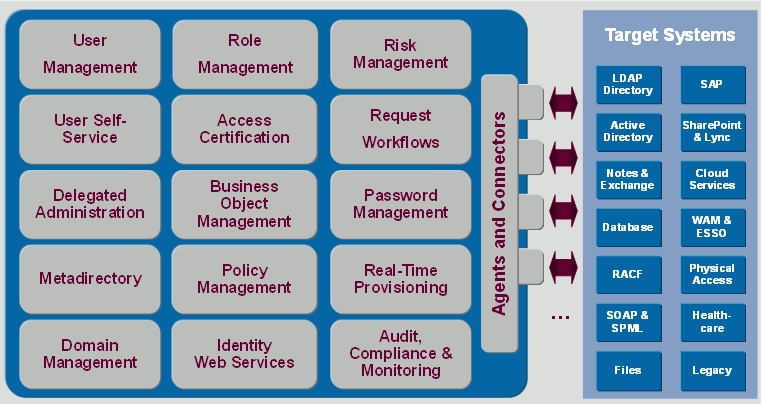 User
Management
Role
Management
Risk
Management
User Self-
Service
Access
Certification
Request
Workflows
Delegated
Administration
Business
Object
Management
Password
Management
Metadirectory
Policy
Management
Real-Time
Provisioning
Domain
Management
Identity
Web Services
Audit,
Compliance &
Monitoring
Agents and Connectors
...
Target Systems
LDAP
Directory
SAP
Active
Directory
SharePoint
& Lync
Notes &
Exchange
Cloud
Services
Database
WAM &
ESSO
RACF
Physical
Access
SOAP &
SPML
Health-
care
Files
Legacy